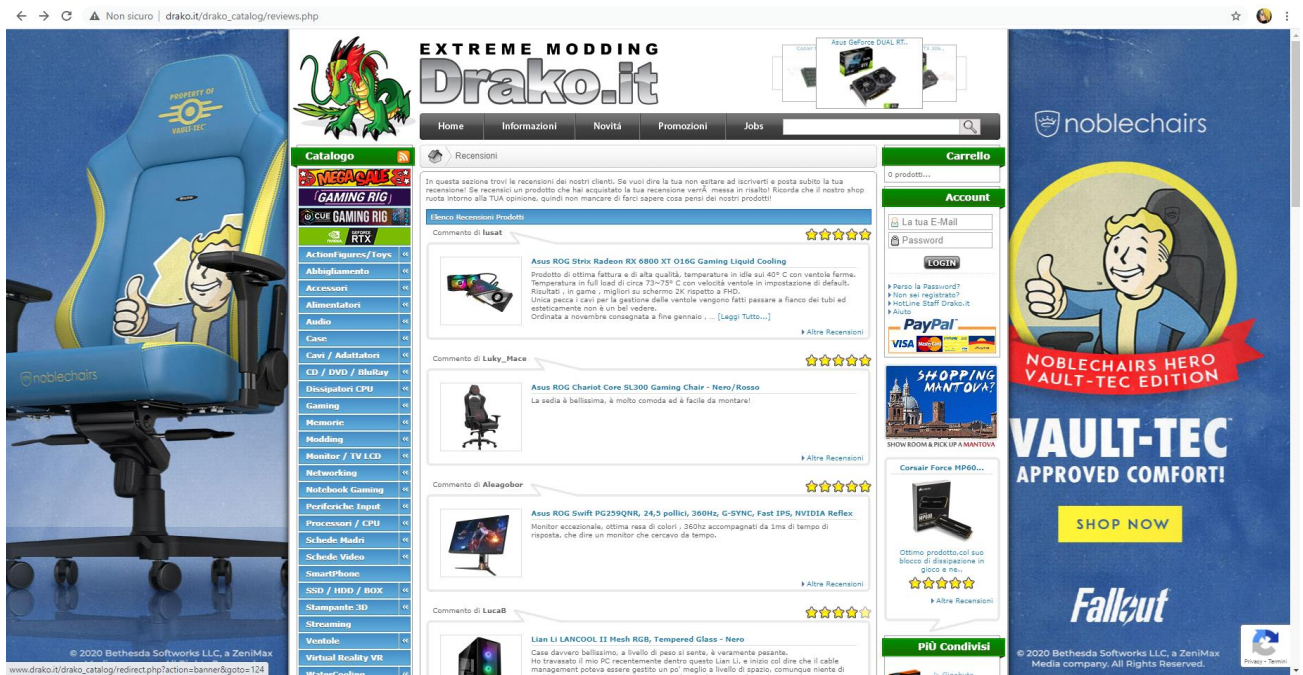 Non sicuro | drako.it/drako_catalog/reviews.php
PROPERTY OF
VAULT-TEC
noblechairs
© 2020 Bethesda Softworks LLC, a ZeniMax
www.drako.it/drako_catalog/redirect.php?action=banner&goto=124
EXTREME MODDING
Drako.it
Asus GeForce DUAL RT..
Home
Informazioni
Novitá
Promozioni
Jobs
Catalogo
MEGA SALE
GAMING RIG
CUE GAMING RIG
NVIDIA GEFORCE RTX
ActionFigures/Toys
Abbigliamento
Accessori
Alimentatori
Audio
Case
Cavi / Adattatori
CD / DVD / BluRay
Dissipatori CPU
Gaming
Memorie
Modding
Monitor / TV LCD
Networking
Notebook Gaming
Periferiche Input
Processori / CPU
Schede Madri
Schede Video
SmartPhone
SSD / HDD / BOX
Stampante 3D
Streaming
Ventole
Virtual Reality VR
WaterCooling
Recensioni
In questa sezione trovi le recensioni dei nostri clienti. Se vuoi dire la tua non esitare ad iscriverti e posta subito la tua
recensione! Se recensici un prodotto che hai acquistato la tua recensione verrÃ messa in risalto! Ricorda che il nostro shop
ruota intorno alla TUA opinione, quindi non mancare di farci sapere cosa pensi dei nostri prodotti!
Elenco Recensioni Prodotti
Commento di lusat
Asus ROG Strix Radeon RX 6800 XT O16G Gaming Liquid Cooling
Prodotto di ottima fattura e di alta qualità, temperature in idle sui 40° C con ventole ferme.
Temperatura in full load di circa 73~75° C con velocità ventole in impostazione di default.
Risultati , in game , migliori su schermo 2K rispetto a FHD.
Unica pecca i cavi per la gestione delle ventole vengono fatti passare a fianco dei tubi ed
esteticamente non è un bel vedere.
Ordinata a novembre consegnata a fine gennaio , ... [Leggi Tutto...]
Altre Recensioni
Commento di Luky_Mace
Asus ROG Chariot Core SL300 Gaming Chair - Nero/Rosso
La sedia è bellissima, è molto comoda ed è facile da montare!
Altre Recensioni
Commento di Aleagobor
Asus ROG Swift PG259QNR, 24,5 pollici, 360Hz, G-SYNC, Fast IPS, NVIDIA Reflex
Monitor eccezionale, ottima resa di colori , 360hz accompagnati da 1ms di tempo di
risposta, che dire un monitor che cercavo da tempo.
Altre Recensioni
Commento di LucaB
Lian Li LANCOOL II Mesh RGB, Tempered Glass - Nero
Case davvero bellissimo, a livello di peso si sente, è veramente pesante.
Ho travasato il mio PC recentemente dentro questo Lian Li, e inizio col dire che il cable
management poteva essere gestito un po' meglio a livello di spazio, comunque niente di
Carrello
0 prodotti...
Account
La tua E-Mail
Password
LOGIN
Perso la Password?
Non sei registrato?
HotLine Staff Drako.it
Aiuto
PayPal
VISA
SHOPPING
MANTOVA?
SHOW ROOM & PICK UP A MANTOVA
Corsair Force MP60...
Ottimo prodotto,col suo
blocco di dissipazione in
gioco e ne..
Altre Recensioni
Più Condivisi
Gigabyte
noblechairs
NOBLECHAIRS HERO
VAULT-TEC EDITION
VAULT-TEC
APPROVED COMFORT!
SHOP NOW
Fallout
© 2020 Bethesda Softworks LLC, a ZeniMax
Media company. All Rights Reserved.
Privacy - Termini